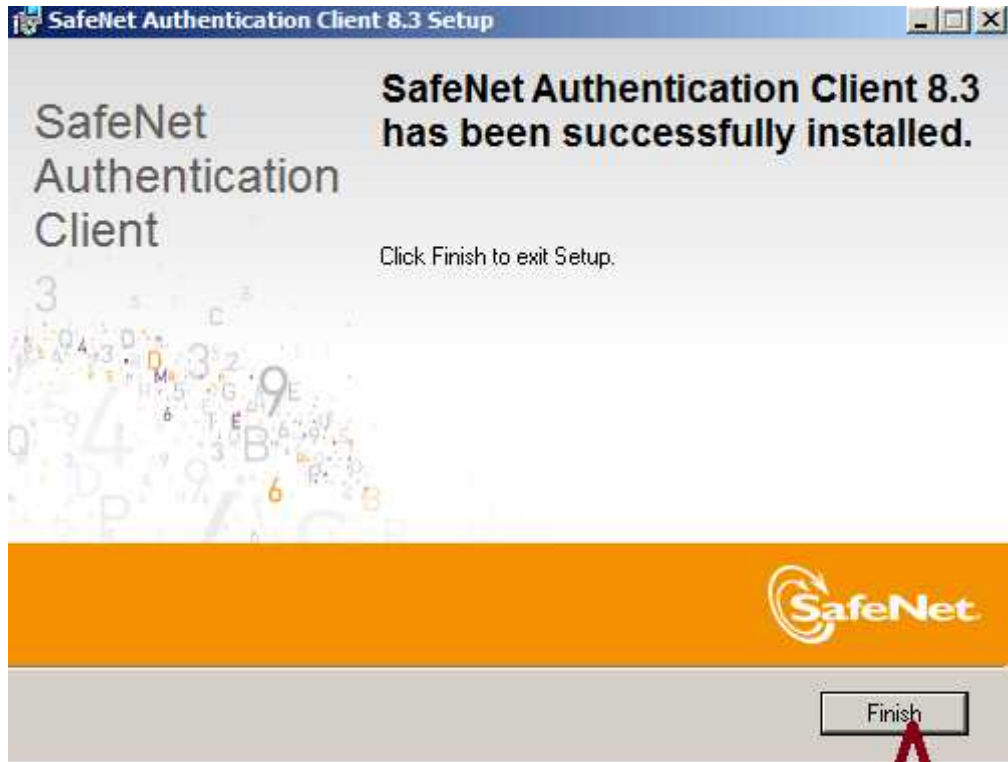 SafeNet Authentication Client 8.3 Setup
SafeNet
Authentication
Client
SafeNet Authentication Client 8.3
has been successfully installed.
Click Finish to exit Setup.
SafeNet.
Finish